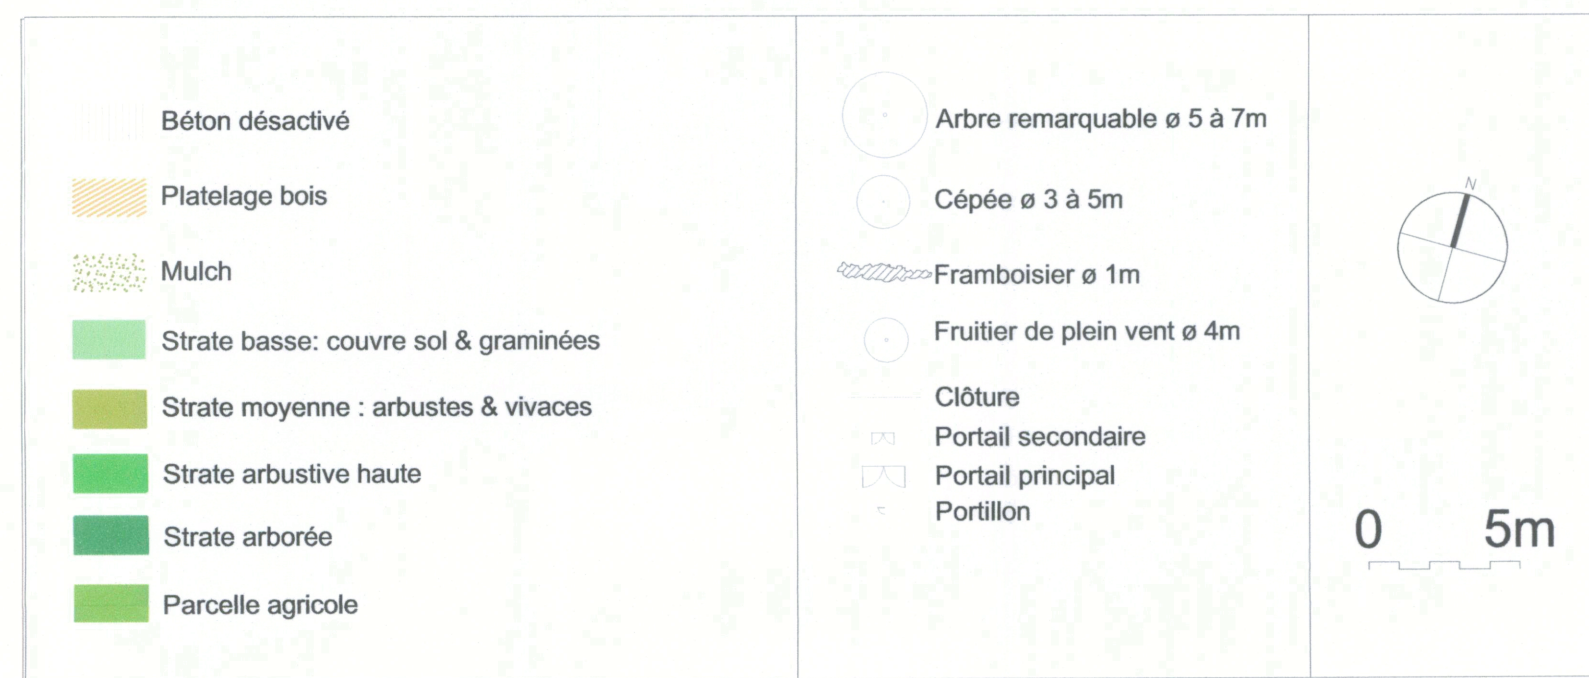 Béton désactivé
Platelage bois
Mulch
Strate basse: couvre sol & graminées
Strate moyenne : arbustes & vivaces
Strate arbustive haute
Strate arborée
Parcelle agricole
Arbre remarquable ø 5 à 7m
Cépée ø 3 à 5m
Framboisier ø 1m
Fruitier de plein vent ø 4m
Clôture
Portail secondaire
Portail principal
Portillon
N
0 5m